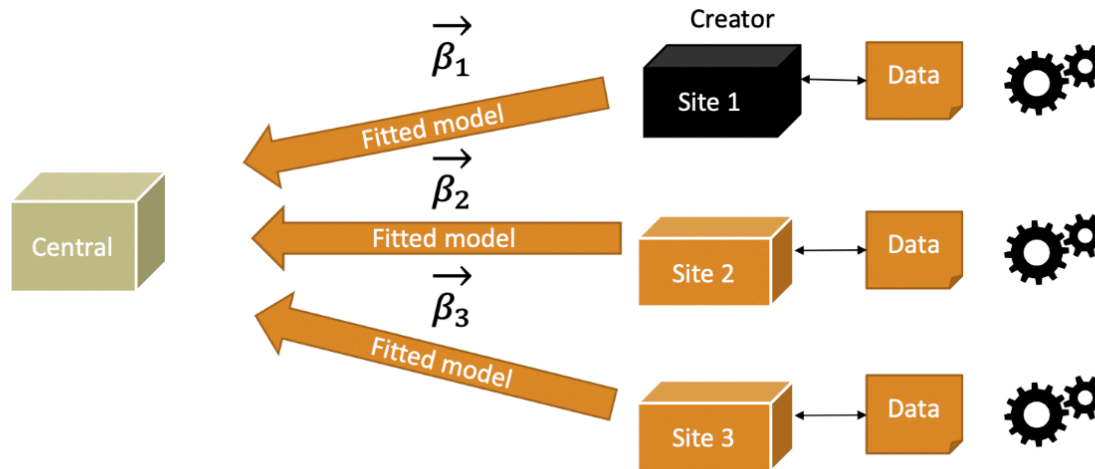 Creator
β₁
Site 1
Data
Fitted model
β₂
Central
Fitted model
Site 2
Data
β₃
Fitted model
Site 3
Data